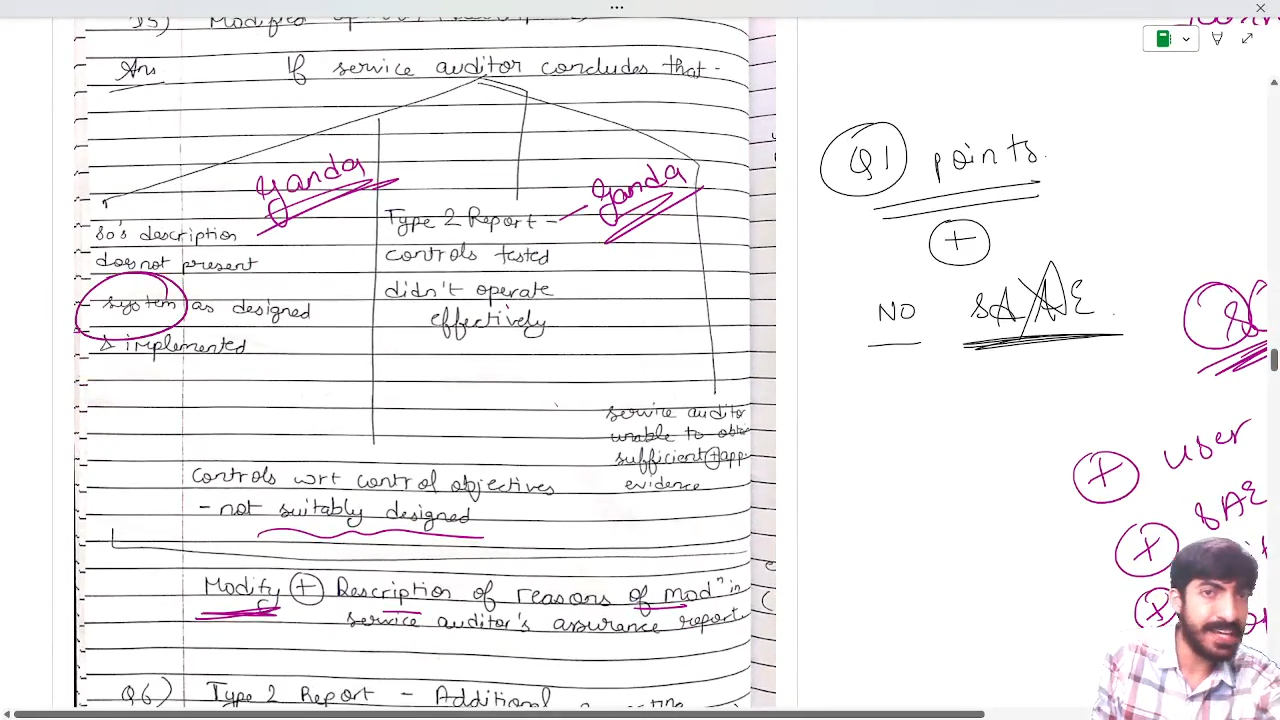 Modified
Ans If service auditor concludes that -
Ganda
Ganda
SO's description
does not present
system as designed
& implemented
Type 2 Report -
controls tested
didn't operate
effectively
service auditor
unable to
sufficient + app.
evidence
controls wrt control objectives
- not suitably designed
Modify + Description of reasons of modⁿ in
service auditor's assurance report
Q6) Type 2 Report - Additional
Q1 points.
+
NO SAAE.
+ user
+ SAE
+